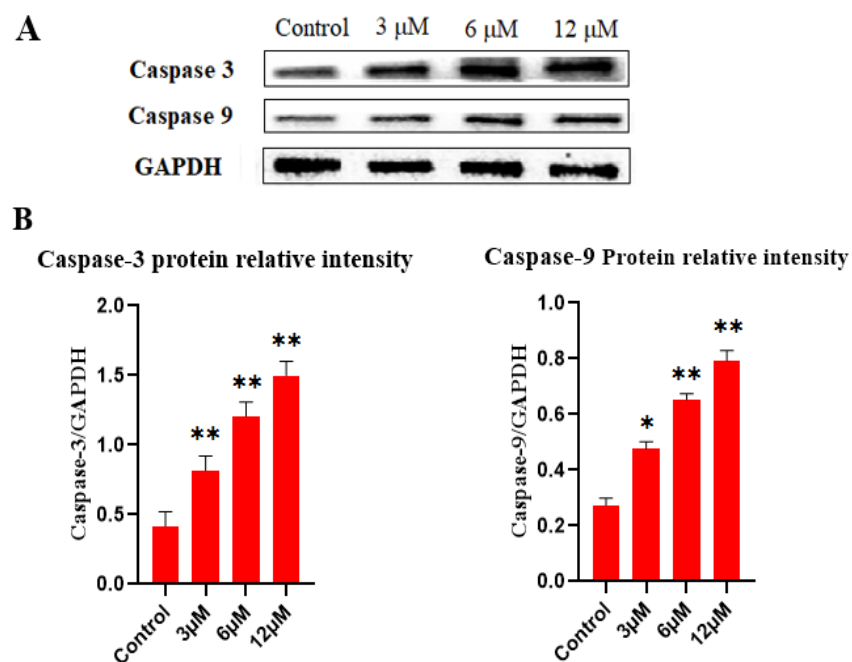 A
Control 3 μM 6 μM 12 μM
Caspase 3
Caspase 9
GAPDH
B
Caspase-3 protein relative intensity
Caspase-3/GAPDH
2.0
1.5
1.0
0.5
0.0
** ** **
Control 3μM 6μM 12μM
Caspase-9 Protein relative intensity
Caspase-9/GAPDH
1.0
0.8
0.6
0.4
0.2
0.0
* ** **
Control 3μM 6μM 12μM